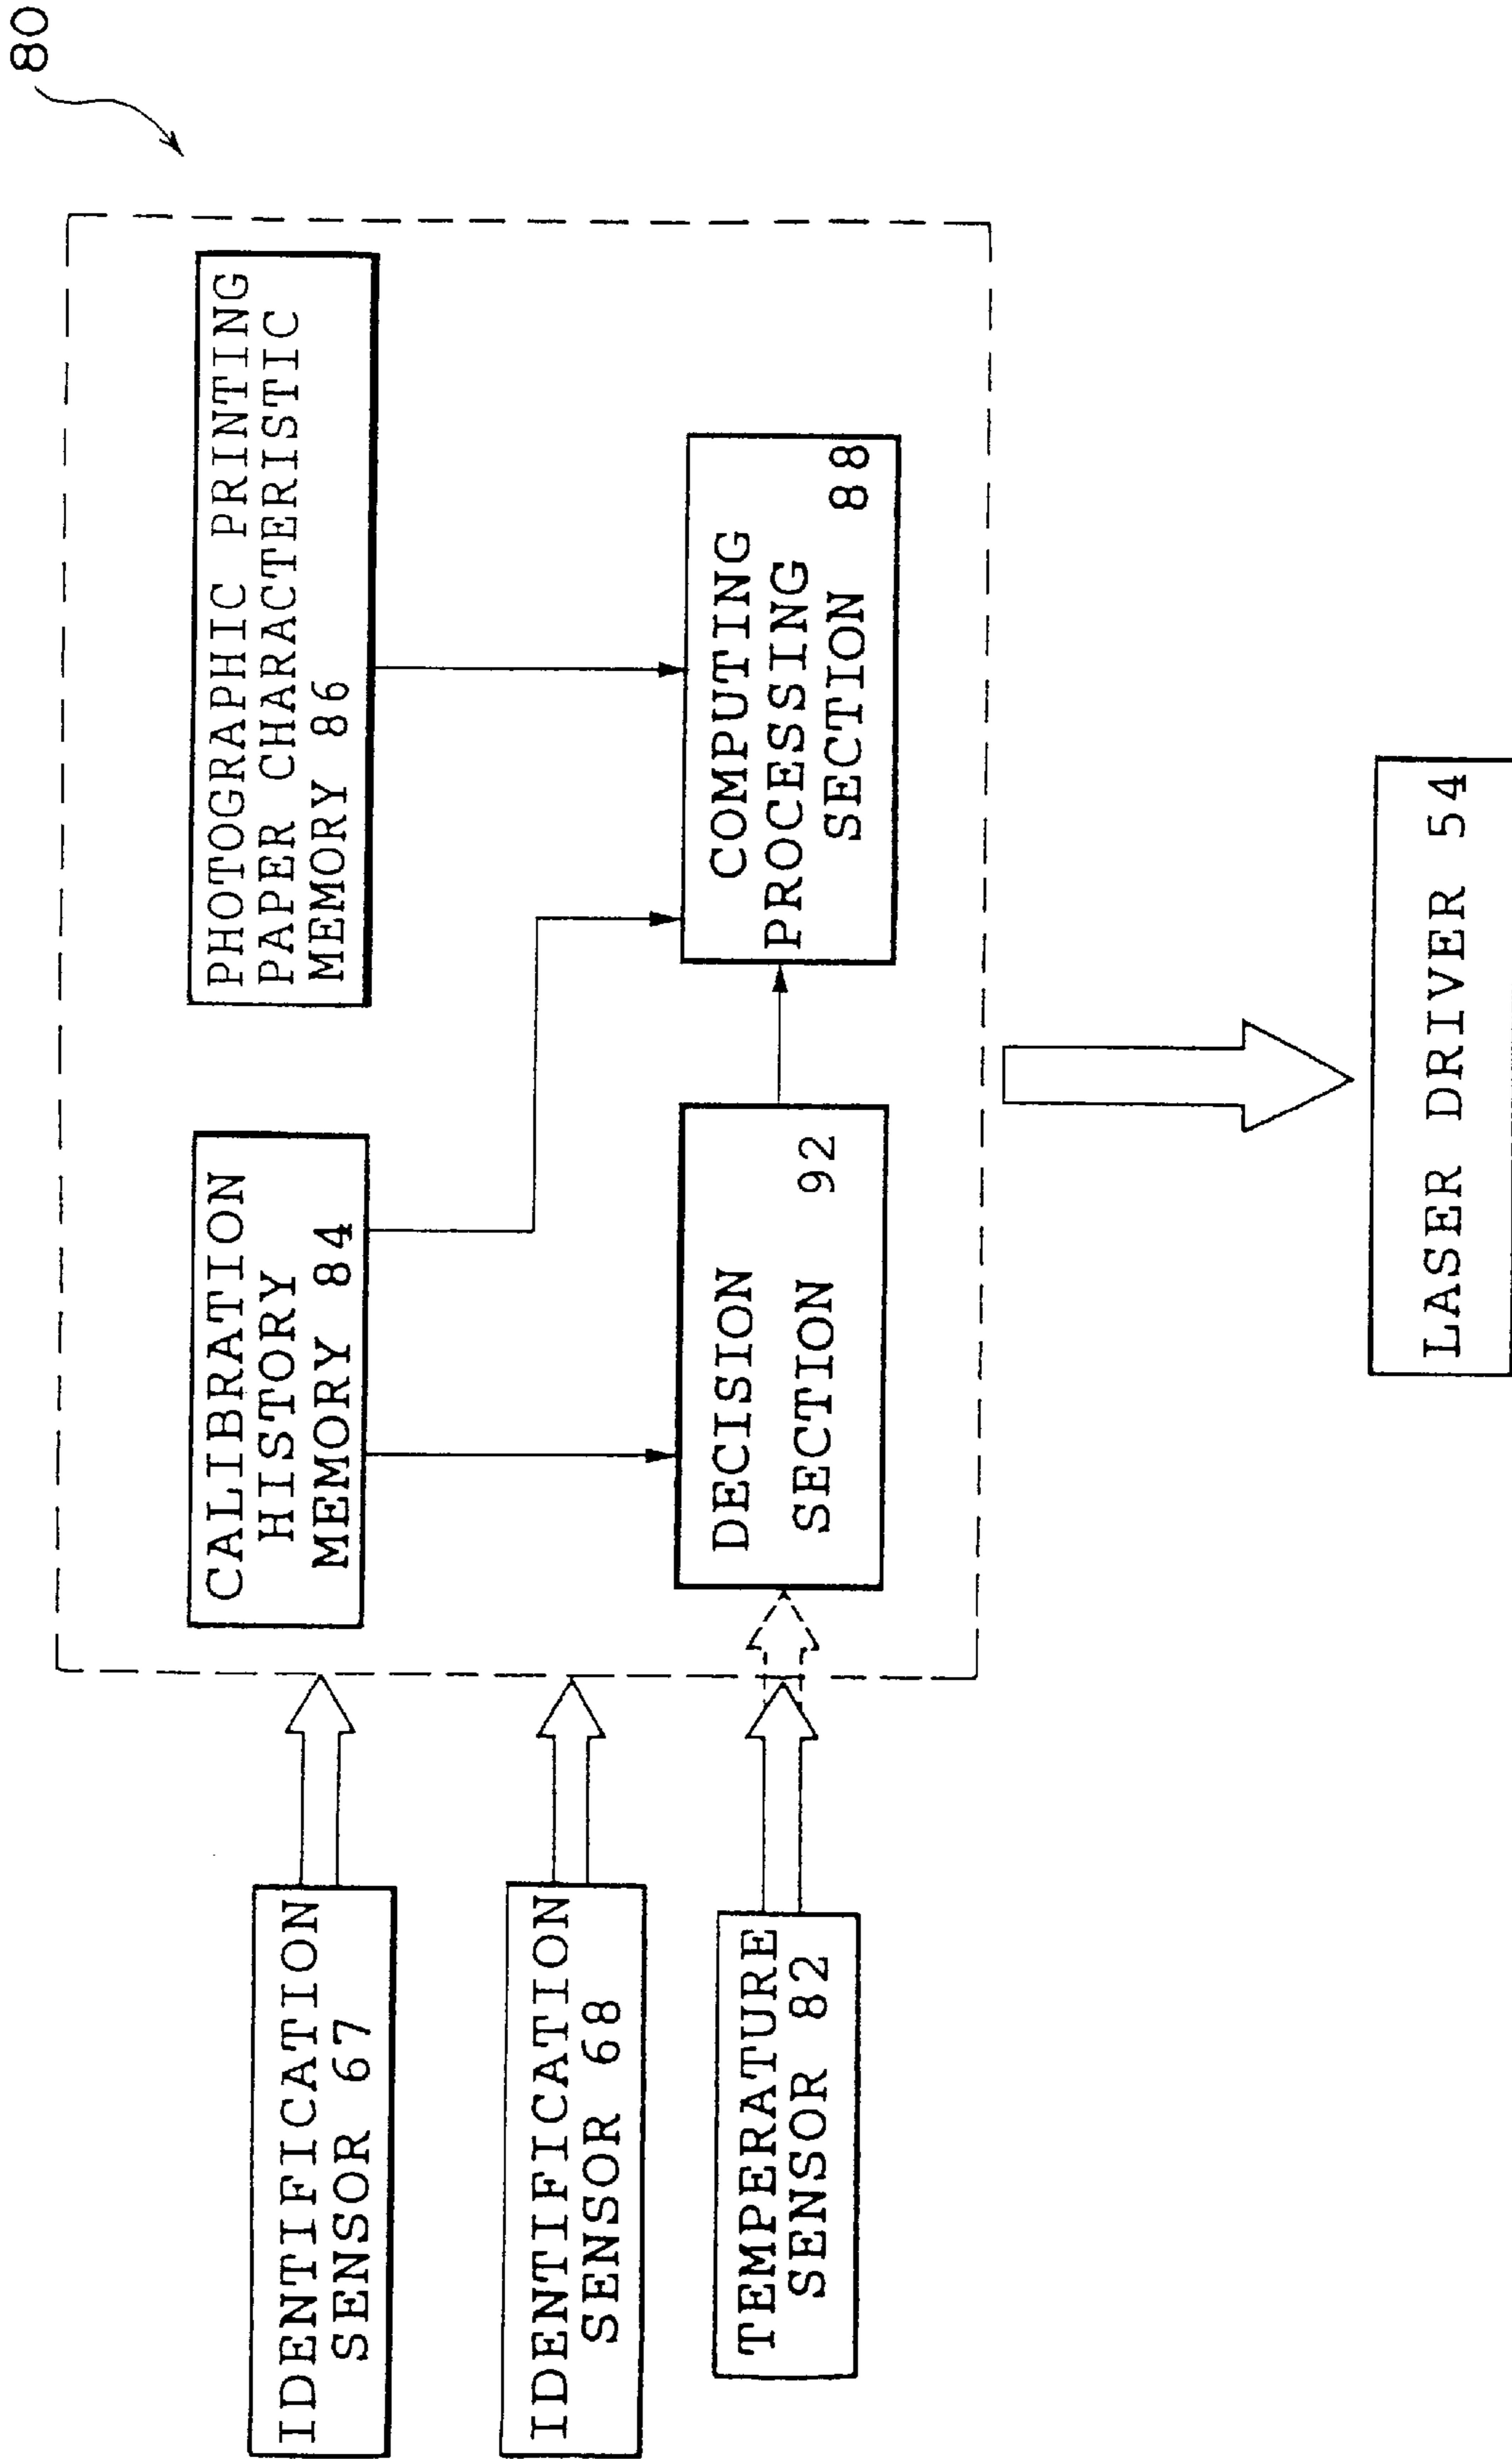 80
PHOTOGRAPHIC PRINTING
PAPER CHARACTERISTIC
MEMORY 86
CALIBRATION
HISTORY
MEMORY 84
COMPUTING
PROCESSING
SECTION 88
DECISION
SECTION 92
IDENTIFICATION
SENSOR 67
IDENTIFICATION
SENSOR 68
TEMPERATURE
SENSOR 82
LASER DRIVER 54